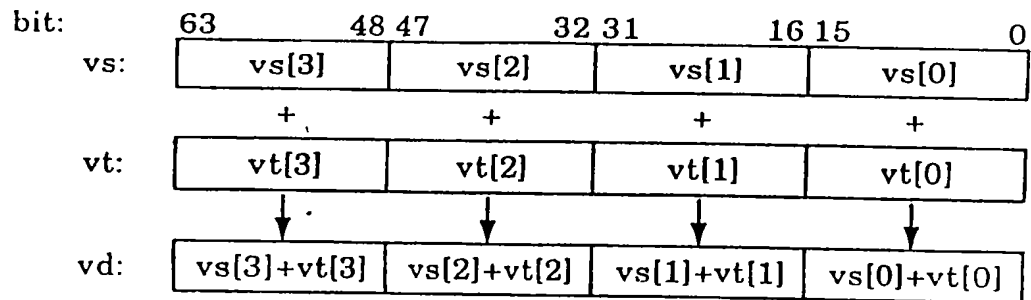 bit: 63 48 47 32 31 16 15 0
vs: vs[3] vs[2] vs[1] vs[0]
+ + + +
vt: vt[3] vt[2] vt[1] vt[0]
vd: vs[3]+vt[3] vs[2]+vt[2] vs[1]+vt[1] vs[0]+vt[0]